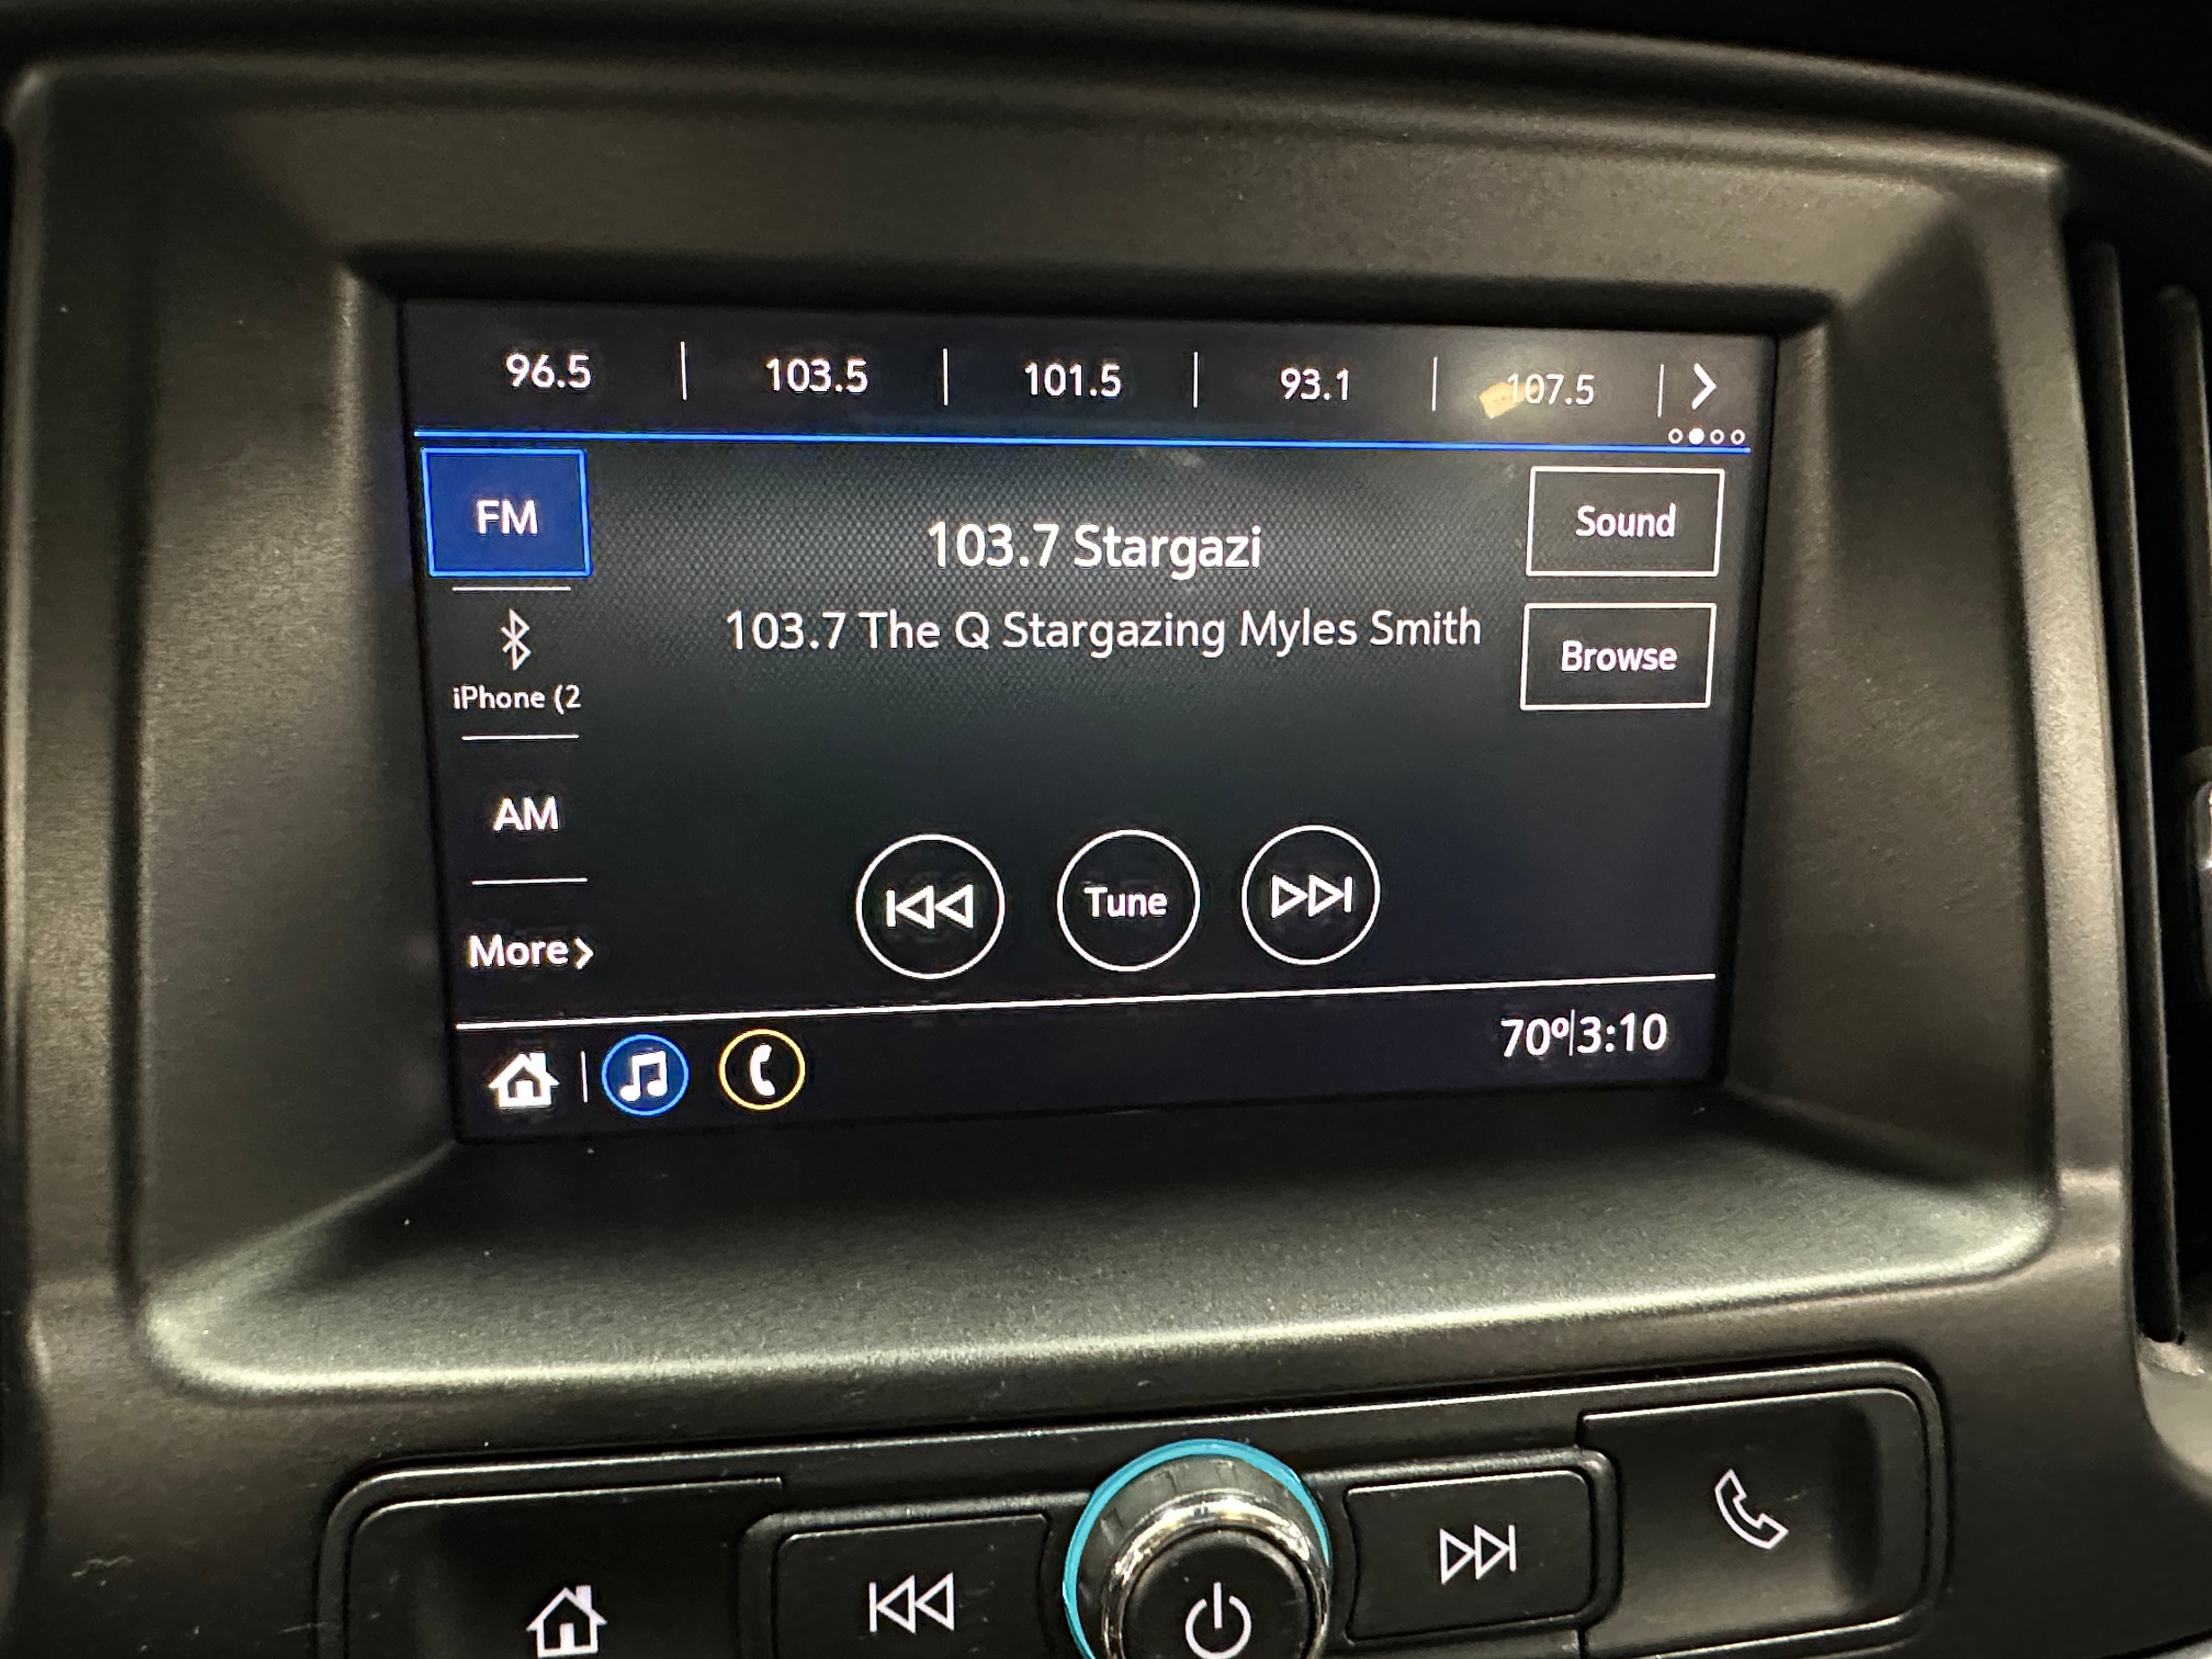 96.5 | 103.5 | 101.5 | 93.1 | 107.5 |
FM
103.7 Stargazi
Sound
103.7 The Q Stargazing Myles Smith
iPhone (2
Browse
AM
Tune
More
70º|3:10